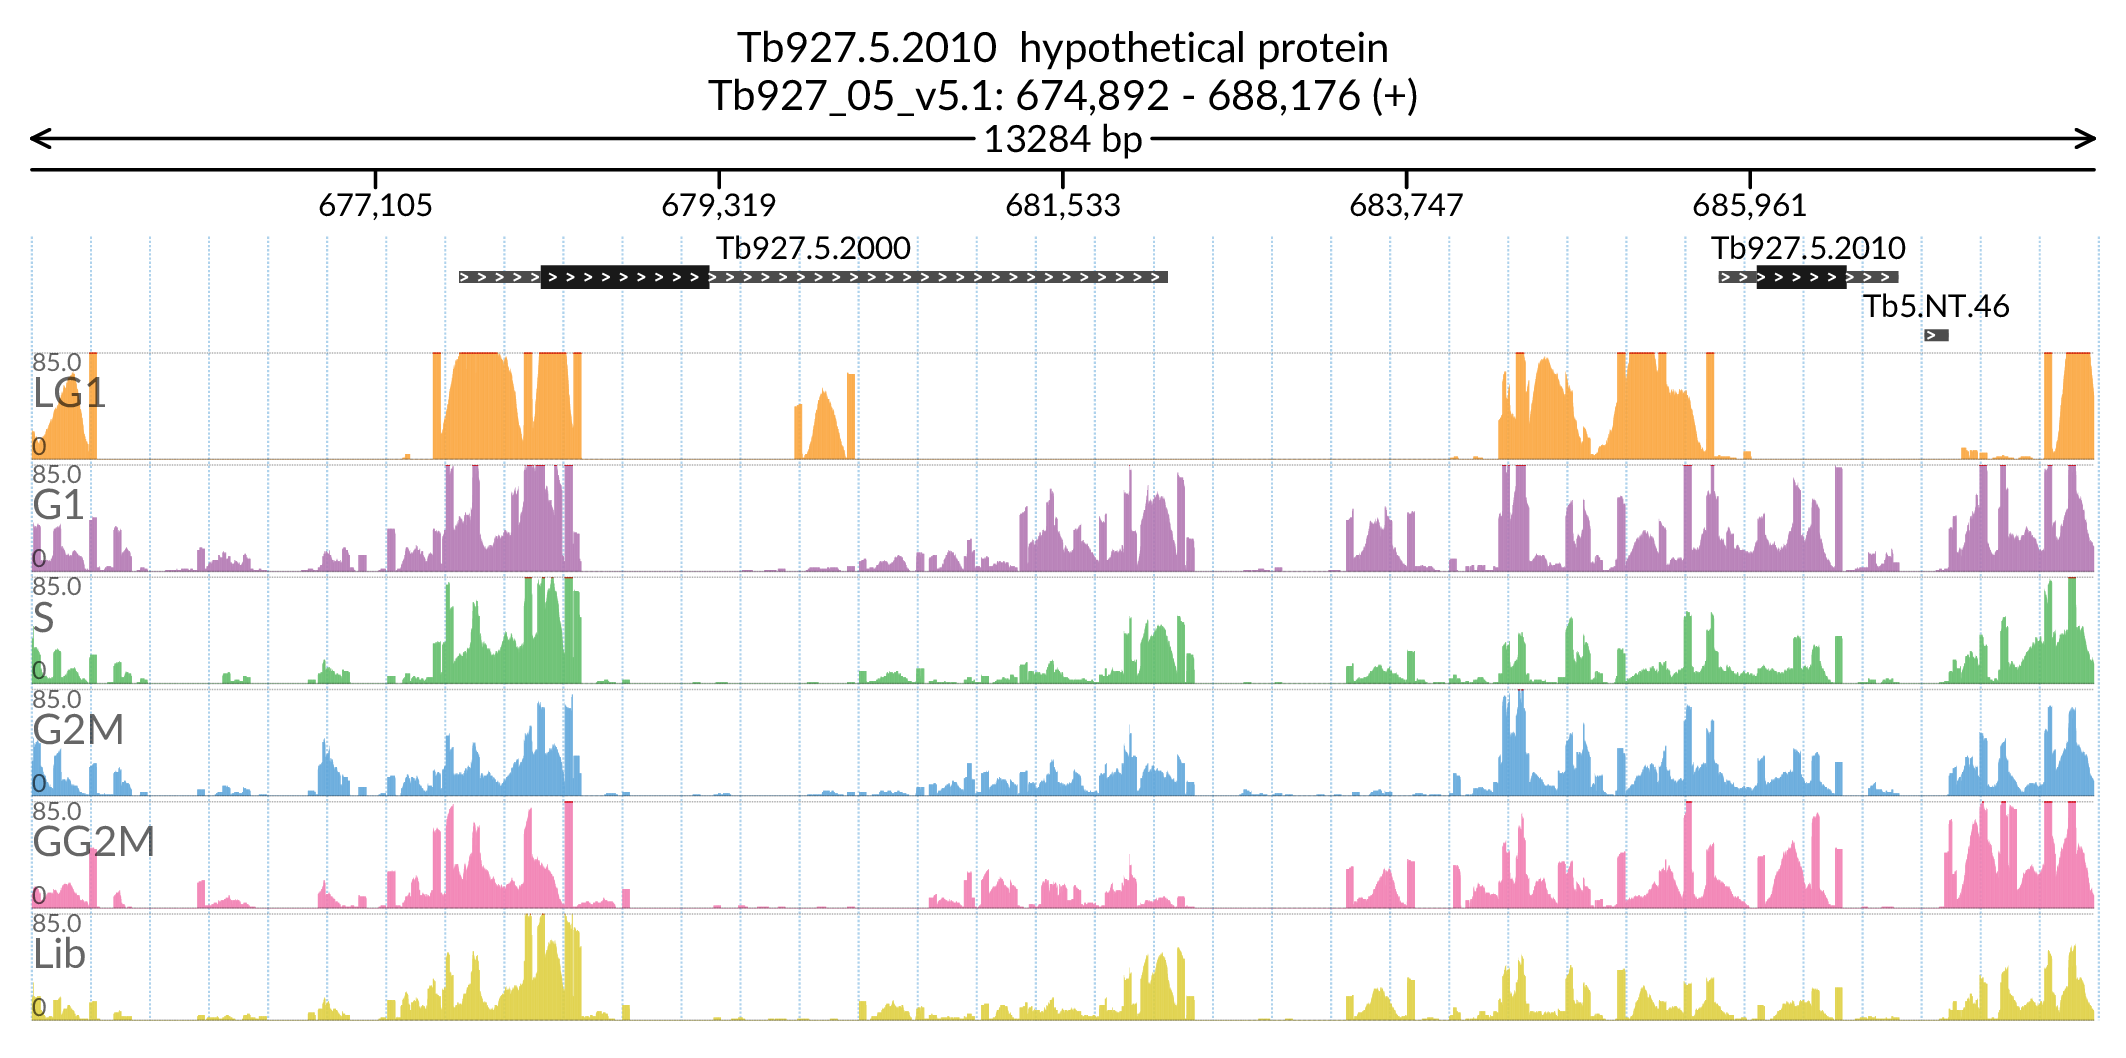 Tb927.5.2010 hypothetical protein
Tb927_05_v5.1: 674,892 - 688,176 (+)
13284 bp
677,105 679,319 681,533 683,747 685,961
Tb927.5.2000 Tb927.5.2010
Tb5.NT.46
85.0
LG1
0
85.0
G1
0
85.0
S
0
85.0
G2M
0
85.0
GG2M
0
85.0
Lib
0